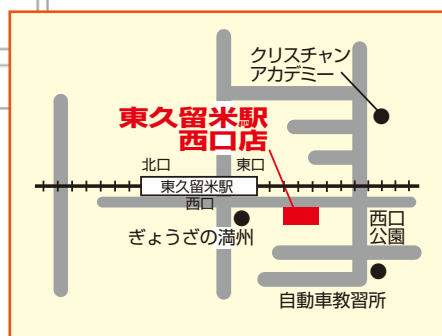 クリスチャン
アカデミー
東久留米駅
西口店
北口
東口
東久留米駅
西口
ぎょうざの満州
西口
公園
自動車教習所